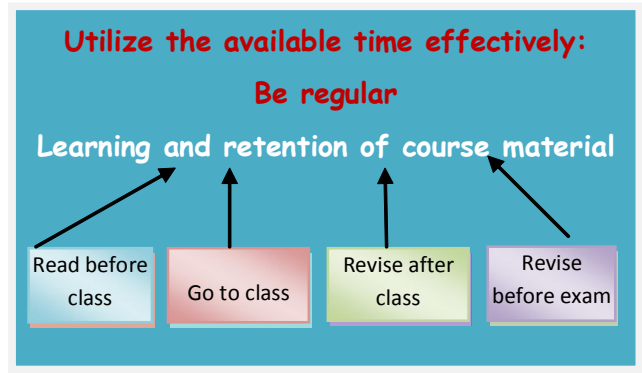 Utilize the available time effectively:
Be regular
Learning and retention of course material
Read before
class
Go to class
Revise after
class
Revise
before exam